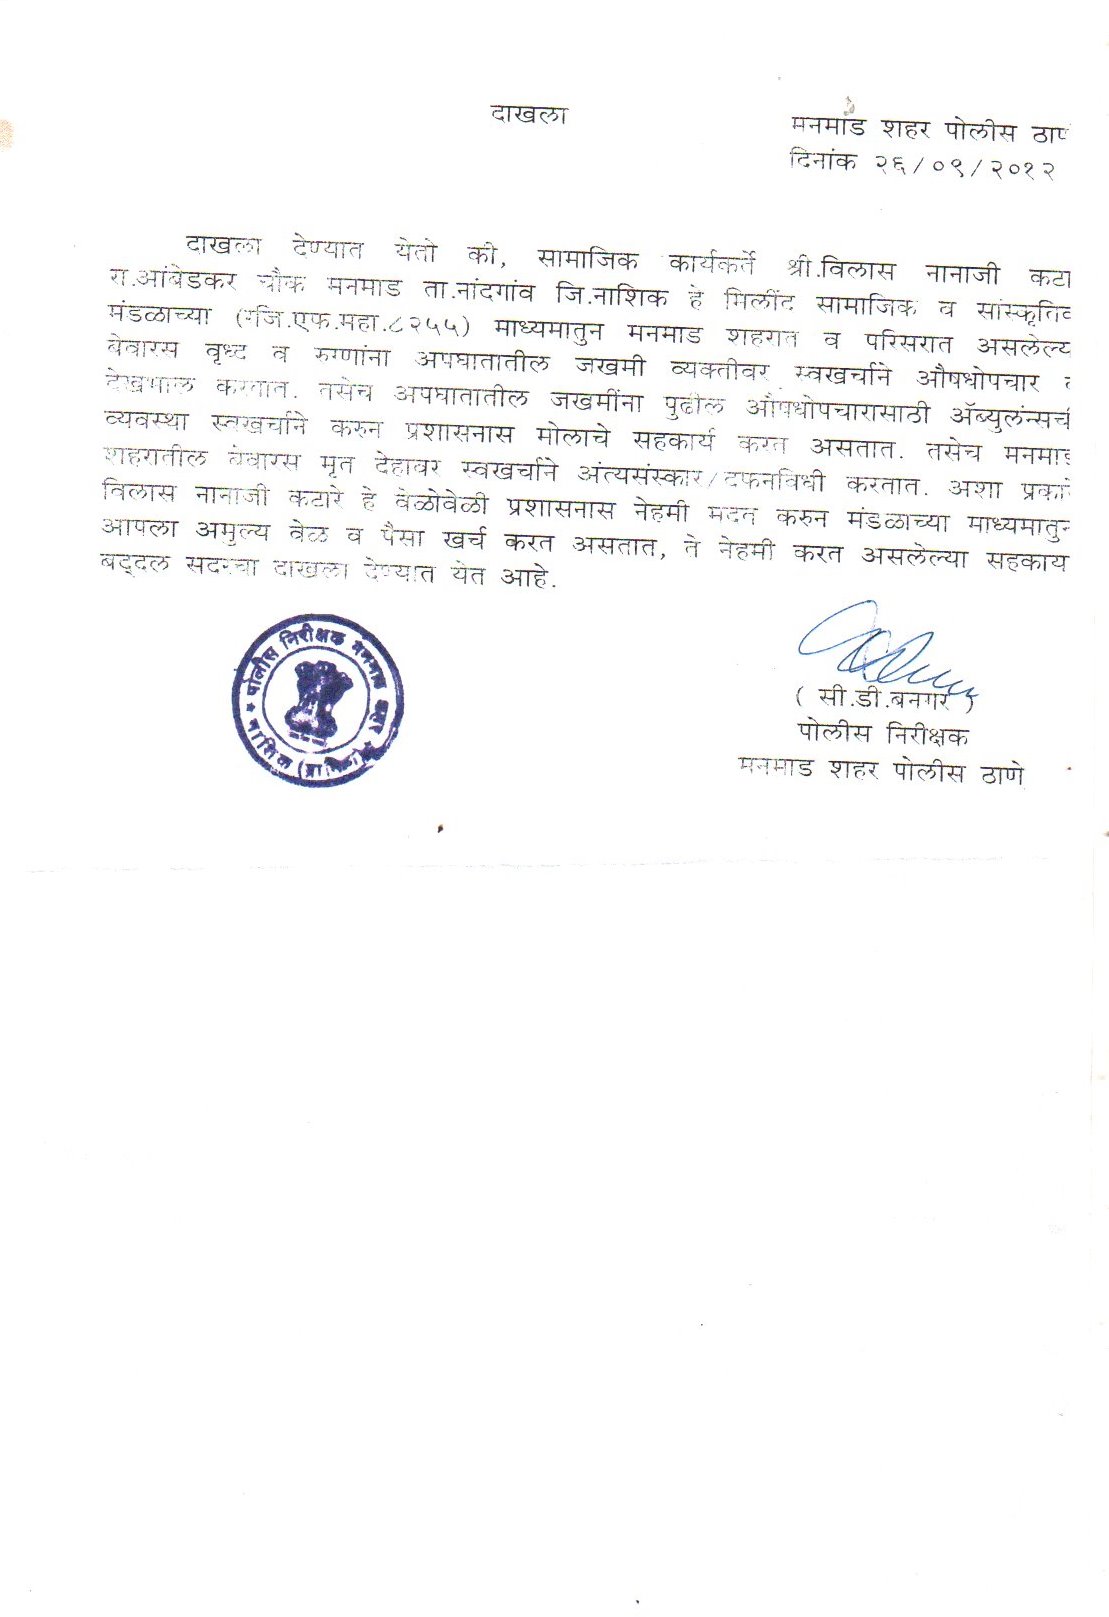 दाखला
मनमाड शहर पोलीस ठाणे
दिनांक २६/०९/२०१२
दाखला देण्यात येतो की, सामाजिक कार्यकर्ते श्री.विलास नानाजी कटा
रा.आंबेडकर चौक मनमाड ता.नांदगांव जि.नाशिक हे मिलींद सामाजिक व सांस्कृतिक
मंडळाच्या (रजि.एफ.महा.८२५५) माध्यमातुन मनमाड शहरात व परिसरात असलेल्या
बेवारस वृध्द व रुग्णांना अपघातातील जखमी व्यक्तीवर स्वखर्चाने औषधोपचार व
देखभाल करतात. तसेच अपघातातील जखमींना पुढील औषधोपचारासाठी ॲब्युलंन्सची
व्यवस्था स्वखर्चाने करुन प्रशासनास मोलाचे सहकार्य करत असतात. तसेच मनमाड
शहरातील बेवारस मृत देहावर स्वखर्चाने अंत्यसंस्कार/दफनविधी करतात. अशा प्रकारे
विलास नानाजी कटारे हे वेळोवेळी प्रशासनास नेहमी मदत करुन मंडळाच्या माध्यमातुन
आपला अमुल्य वेळ व पैसा खर्च करत असतात, ते नेहमी करत असलेल्या सहकार्या
बद्दल सदरचा दाखला देण्यात येत आहे.
पोलीस निरीक्षक मनमाड शहर
नाशिक (ग्रामिण)
( सी.डी.बनगर )
पोलीस निरीक्षक
मनमाड शहर पोलीस ठाणे